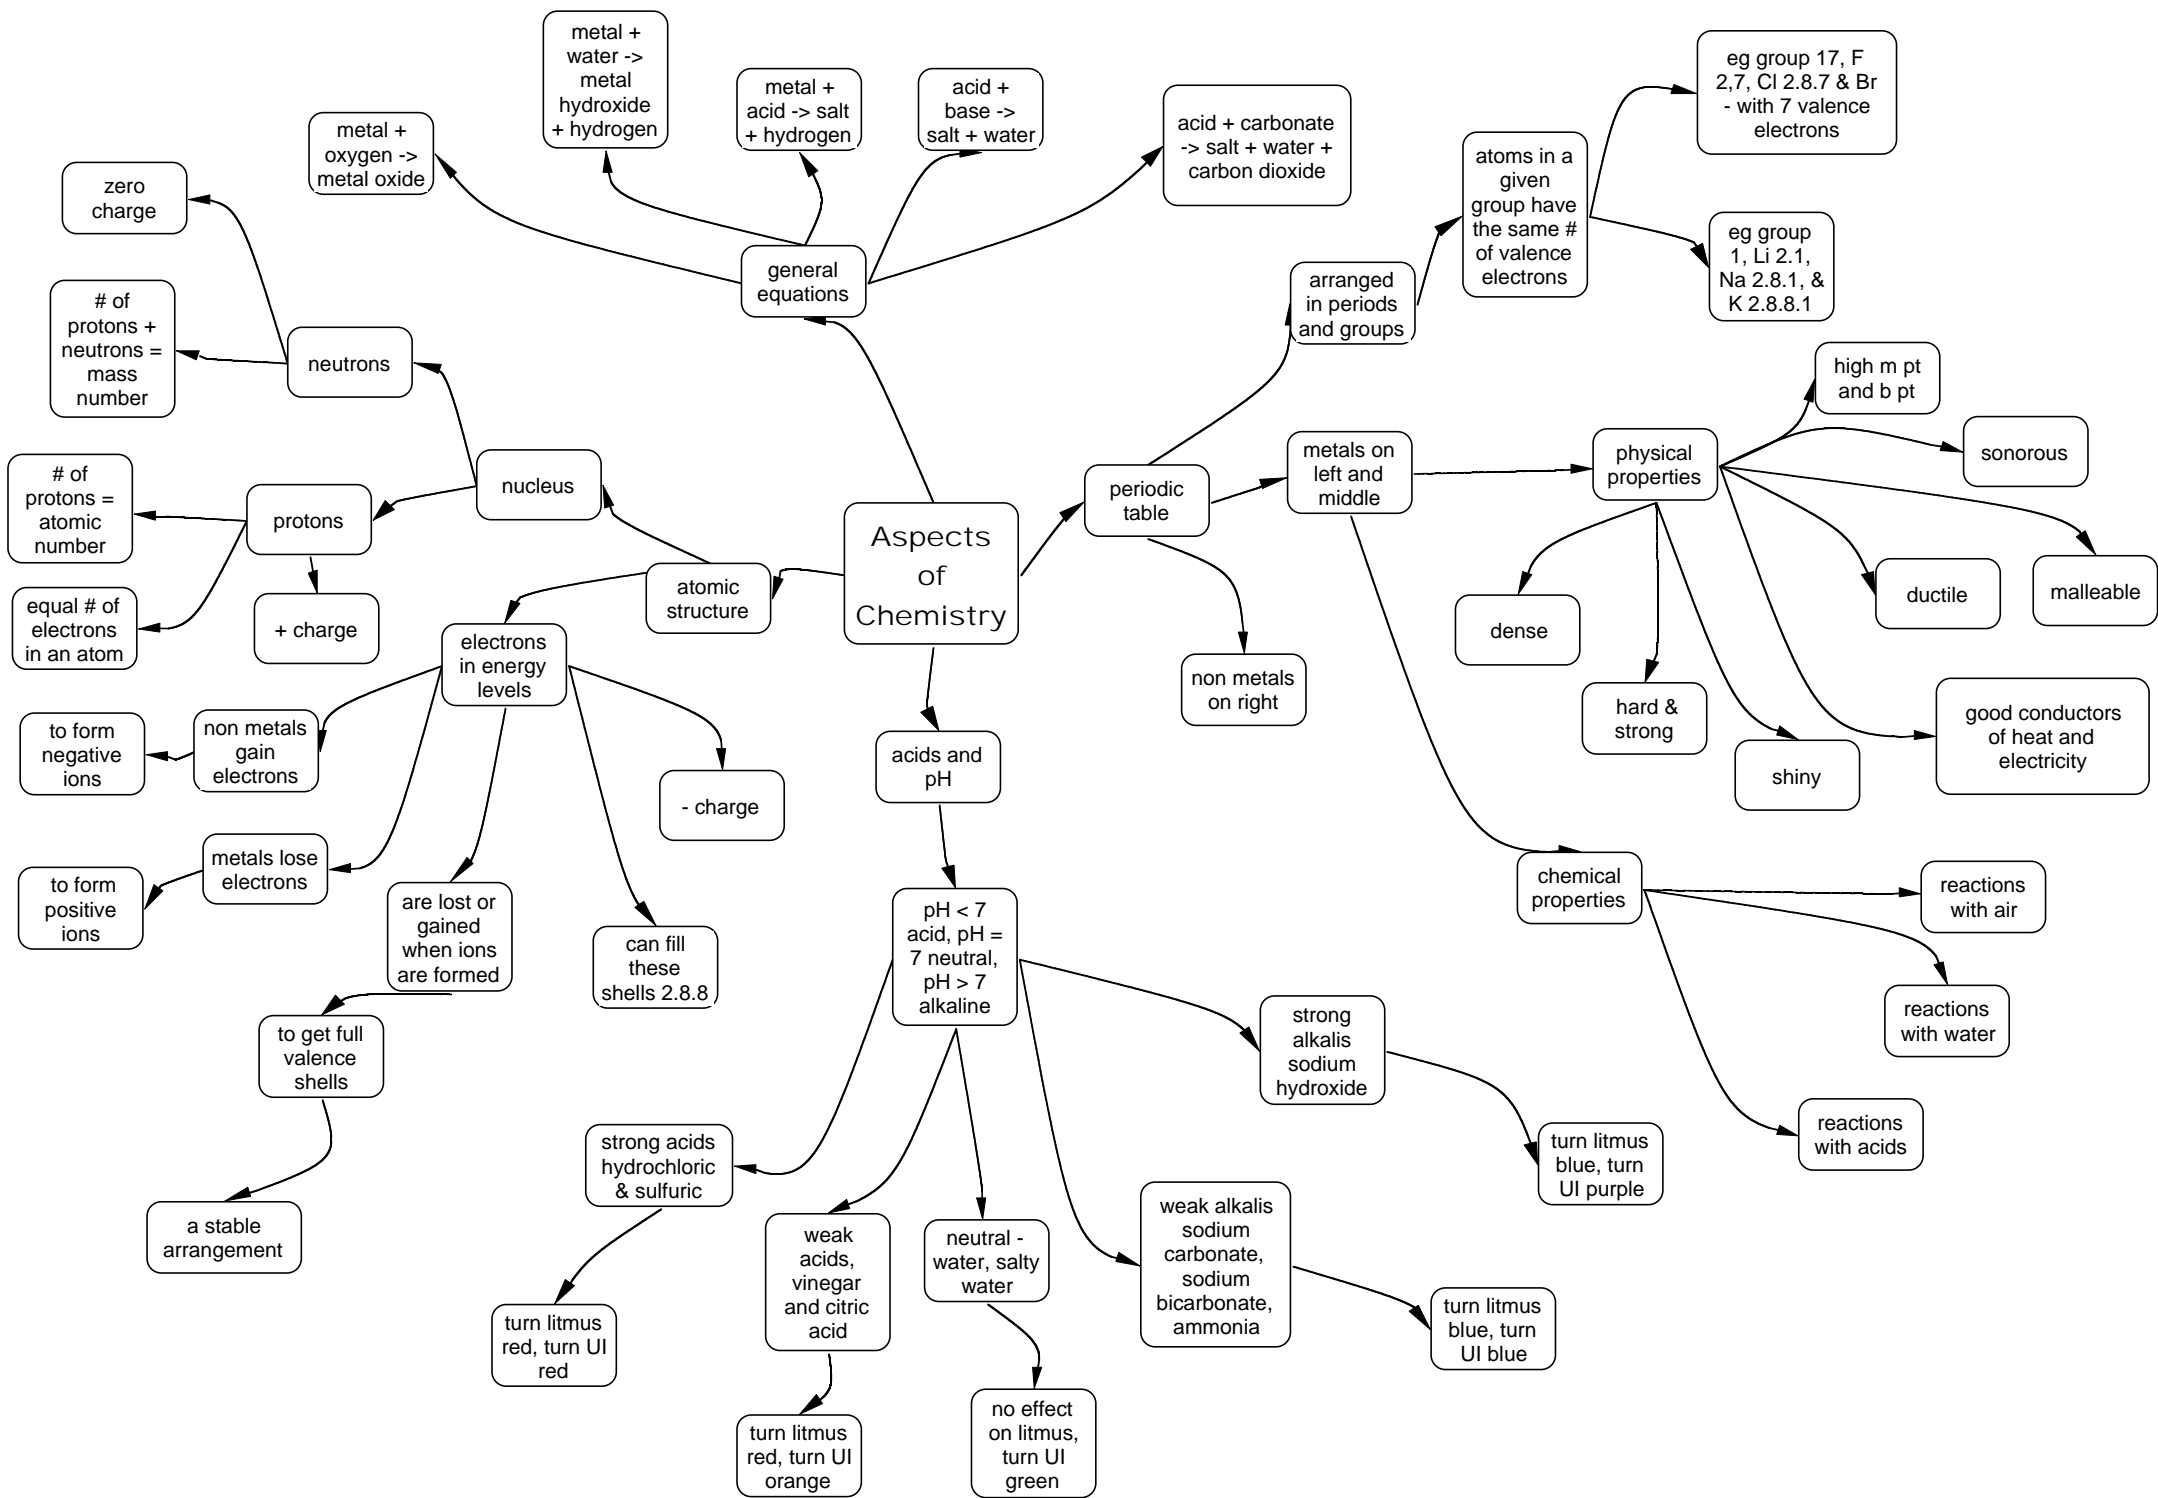 metal +
water ->
metal
hydroxide
+ hydrogen
metal +
acid -> salt
+ hydrogen
acid +
base ->
salt + water
acid + carbonate
-> salt + water +
carbon dioxide
eg group 17, F
2,7, Cl 2.8.7 & Br
- with 7 valence
electrons
metal +
oxygen ->
metal oxide
atoms in a
given
group have
the same #
of valence
electrons
zero
charge
eg group
1, Li 2.1,
Na 2.8.1, &
K 2.8.8.1
general
equations
arranged
in periods
and groups
# of
protons +
neutrons =
mass
number
neutrons
high m pt
and b pt
sonorous
physical
properties
metals on
left and
middle
periodic
table
nucleus
# of
protons =
atomic
number
protons
Aspects
of
Chemistry
atomic
structure
ductile
malleable
dense
equal # of
electrons
in an atom
+ charge
electrons
in energy
levels
non metals
on right
hard &
strong
good conductors
of heat and
electricity
shiny
to form
negative
ions
non metals
gain
electrons
acids and
pH
- charge
metals lose
electrons
to form
positive
ions
are lost or
gained
when ions
are formed
can fill
these
shells 2.8.8
pH < 7
acid, pH =
7 neutral,
pH > 7
alkaline
chemical
properties
reactions
with air
reactions
with water
strong
alkalis
sodium
hydroxide
to get full
valence
shells
reactions
with acids
strong acids
hydrochloric
& sulfuric
turn litmus
blue, turn
UI purple
a stable
arrangement
weak
acids,
vinegar
and citric
acid
neutral -
water, salty
water
weak alkalis
sodium
carbonate,
sodium
bicarbonate,
ammonia
turn litmus
blue, turn
UI blue
turn litmus
red, turn UI
red
turn litmus
red, turn UI
orange
no effect
on litmus,
turn UI
green